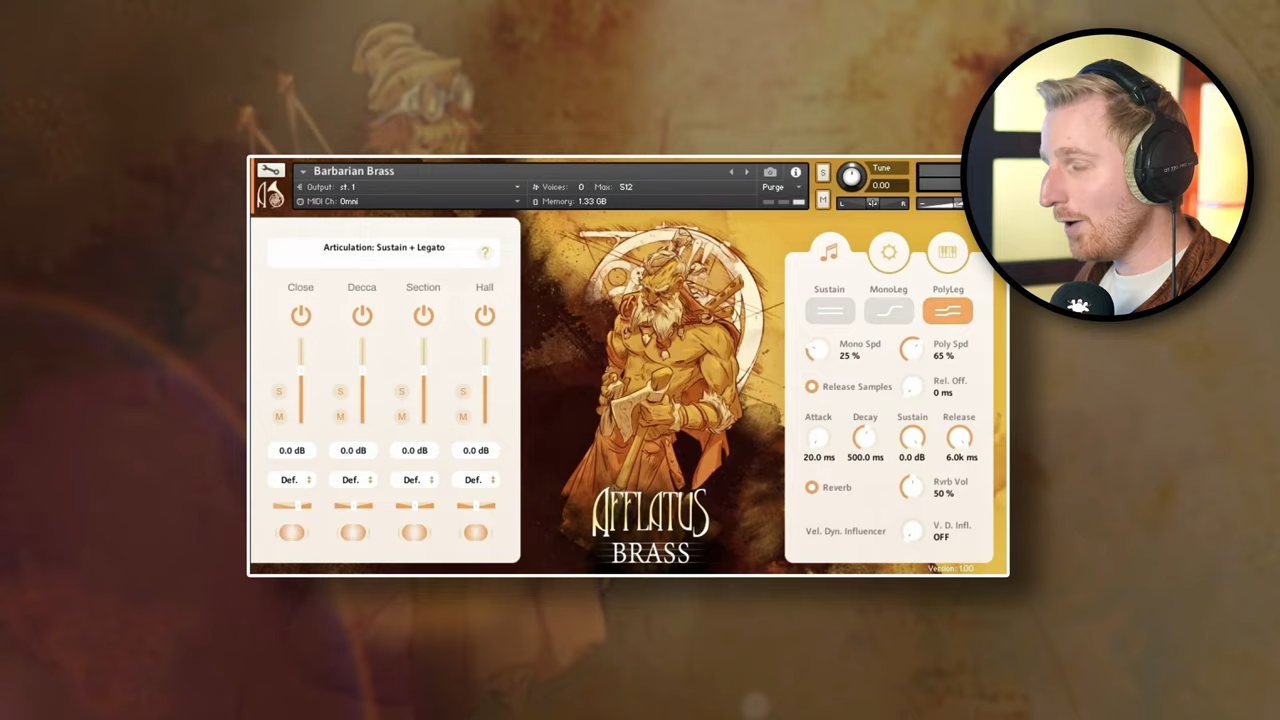 Barbarian Brass
Output: st. 1
Voices: 0 Max: 512
Purge
MIDI Ch: Omni
Memory: 1.33 GB
S
M
Tune
0.00
L R
Articulation: Sustain + Legato
?
Close Decca Section Hall
S S S S
M M M M
0.0 dB 0.0 dB 0.0 dB 0.0 dB
Def. Def. Def. Def.
AFFLATUS
BRASS
Sustain MonoLeg PolyLeg
Mono Spd
25 %
Poly Spd
65 %
Release Samples
Rel. Off.
0 ms
Attack Decay Sustain Release
20.0 ms 500.0 ms 0.0 dB 6.0k ms
Reverb
Rvrb Vol
50 %
Vel. Dyn. Influencer
V. D. Infl.
OFF
Version: 1.00